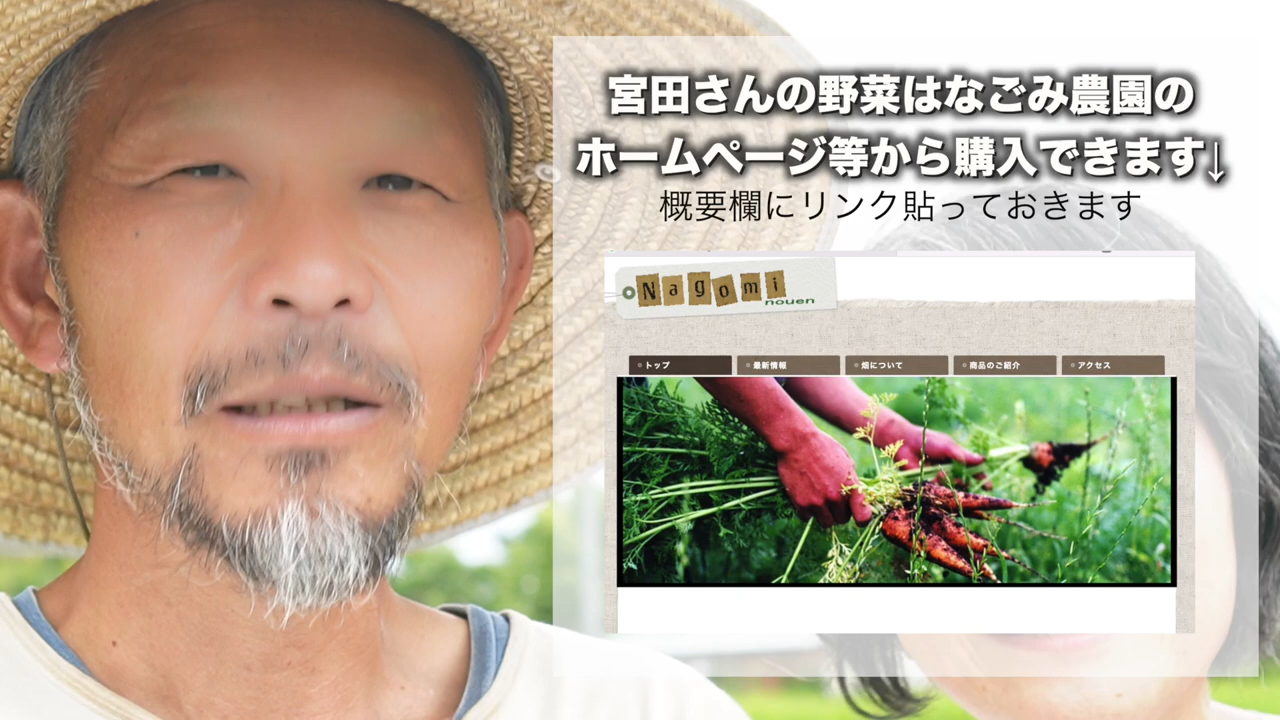 宮田さんの野菜はなごみ農園の
ホームページ等から購入できます↓
概要欄にリンク貼っておきます
Nagomi
nouen
トップ
最新情報
畑について
商品のご紹介
アクセス